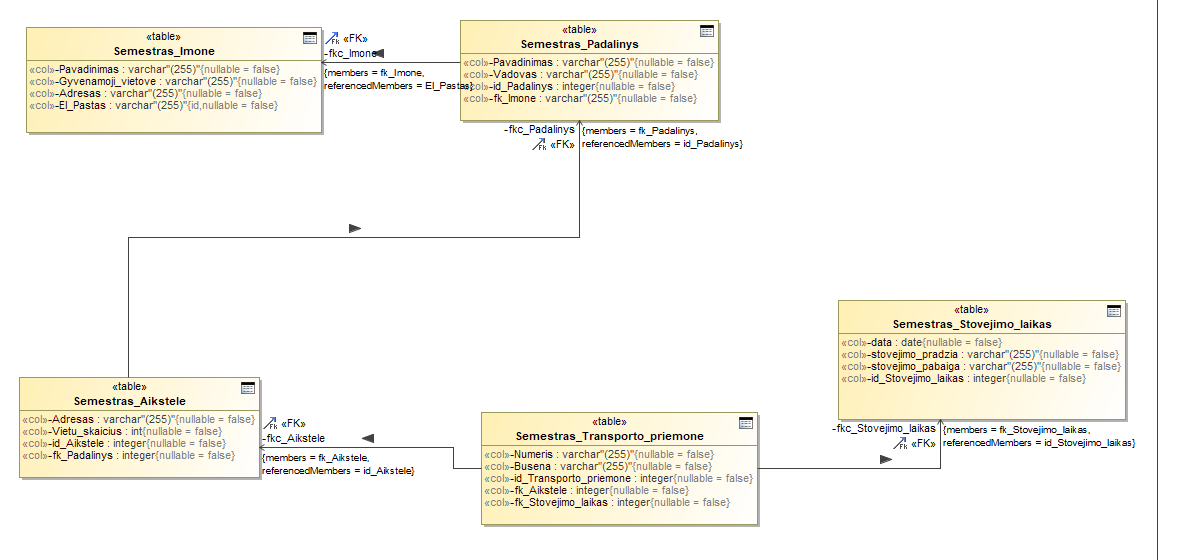 «table»
Semestras_Imone
«col»-Pavadinimas : varchar"(255)"{nullable = false}
«col»-Gyvenamoji_vietove : varchar"(255)"{nullable = false}
«col»-Adresas : varchar"(255)"{nullable = false}
«col»-El_Pastas : varchar"(255)"{id,nullable = false}
Fk «FK»
-fkc_Imone
{members = fk_Imone,
referencedMembers = El_Pastas}
«table»
Semestras_Padalinys
«col»-Pavadinimas : varchar"(255)"{nullable = false}
«col»-Vadovas : varchar"(255)"{nullable = false}
«col»-id_Padalinys : integer{nullable = false}
«col»-fk_Imone : varchar"(255)"{nullable = false}
-fkc_Padalinys
Fk «FK»
{members = fk_Padalinys,
referencedMembers = id_Padalinys}
«table»
Semestras_Stovejimo_laikas
«col»-data : date{nullable = false}
«col»-stovejimo_pradzia : varchar"(255)"{nullable = false}
«col»-stovejimo_pabaiga : varchar"(255)"{nullable = false}
«col»-id_Stovejimo_laikas : integer{nullable = false}
«table»
Semestras_Aikstele
«col»-Adresas : varchar"(255)"{nullable = false}
«col»-Vietu_skaicius : int{nullable = false}
«col»-id_Aikstele : integer{nullable = false}
«col»-fk_Padalinys : integer{nullable = false}
Fk «FK»
-fkc_Aikstele
{members = fk_Aikstele,
referencedMembers = id_Aikstele}
«table»
Semestras_Transporto_priemone
«col»-Numeris : varchar"(255)"{nullable = false}
«col»-Busena : varchar"(255)"{nullable = false}
«col»-id_Transporto_priemone : integer{nullable = false}
«col»-fk_Aikstele : integer{nullable = false}
«col»-fk_Stovejimo_laikas : integer{nullable = false}
-fkc_Stovejimo_laikas
Fk «FK»
{members = fk_Stovejimo_laikas,
referencedMembers = id_Stovejimo_laikas}